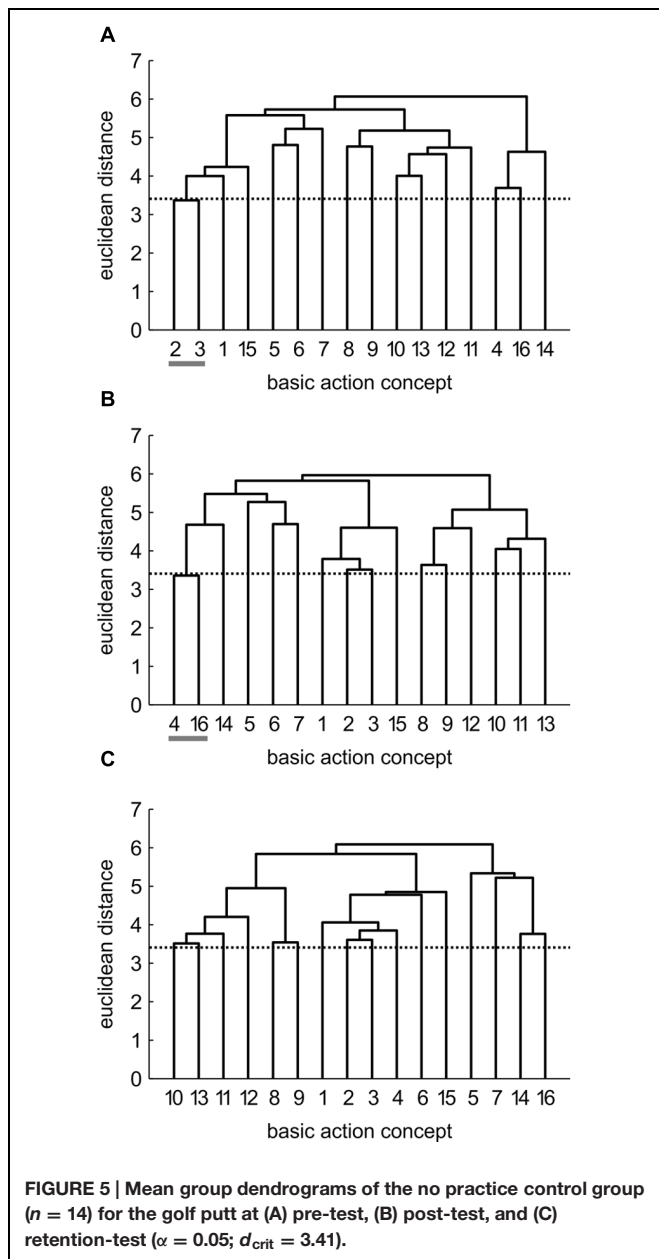 A
7
6
5
4
3
2
1
0
euclidean distance
2 3 1 15 5 6 7 8 9 10 13 12 11 4 16 14
basic action concept
B
7
6
5
4
3
2
1
0
euclidean distance
4 16 14 5 6 7 1 2 3 15 8 9 12 10 11 13
basic action concept
C
7
6
5
4
3
2
1
0
euclidean distance
10 13 11 12 8 9 1 2 3 4 6 15 5 7 14 16
basic action concept
FIGURE 5 | Mean group dendrograms of the no practice control group
(n = 14) for the golf putt at (A) pre-test, (B) post-test, and (C)
retention-test (α = 0.05; dcrit = 3.41).